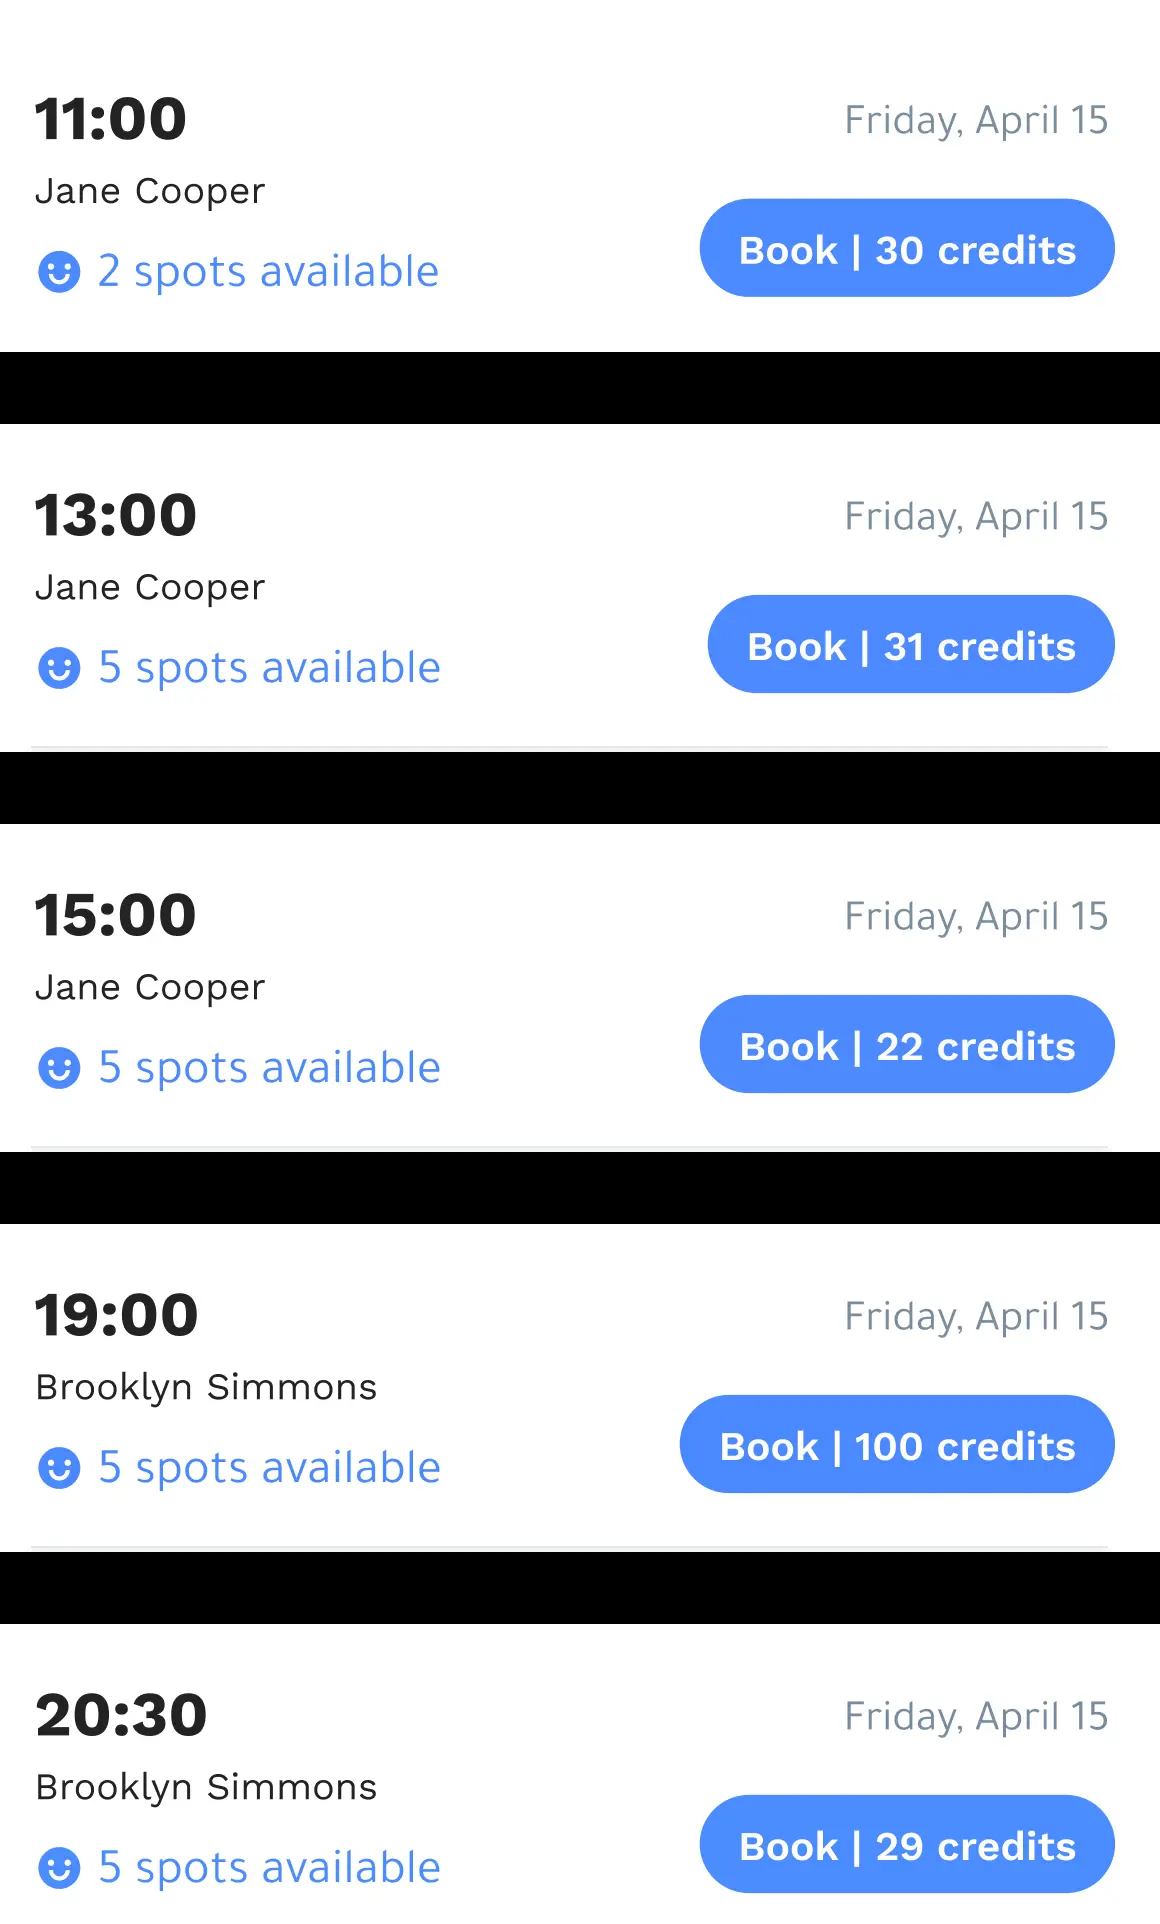 11:00
Friday, April 15
Jane Cooper
Book | 30 credits
2 spots available
13:00
Friday, April 15
Jane Cooper
Book | 31 credits
5 spots available
15:00
Friday, April 15
Jane Cooper
Book | 22 credits
5 spots available
19:00
Friday, April 15
Brooklyn Simmons
Book | 100 credits
5 spots available
20:30
Friday, April 15
Brooklyn Simmons
Book | 29 credits
5 spots available